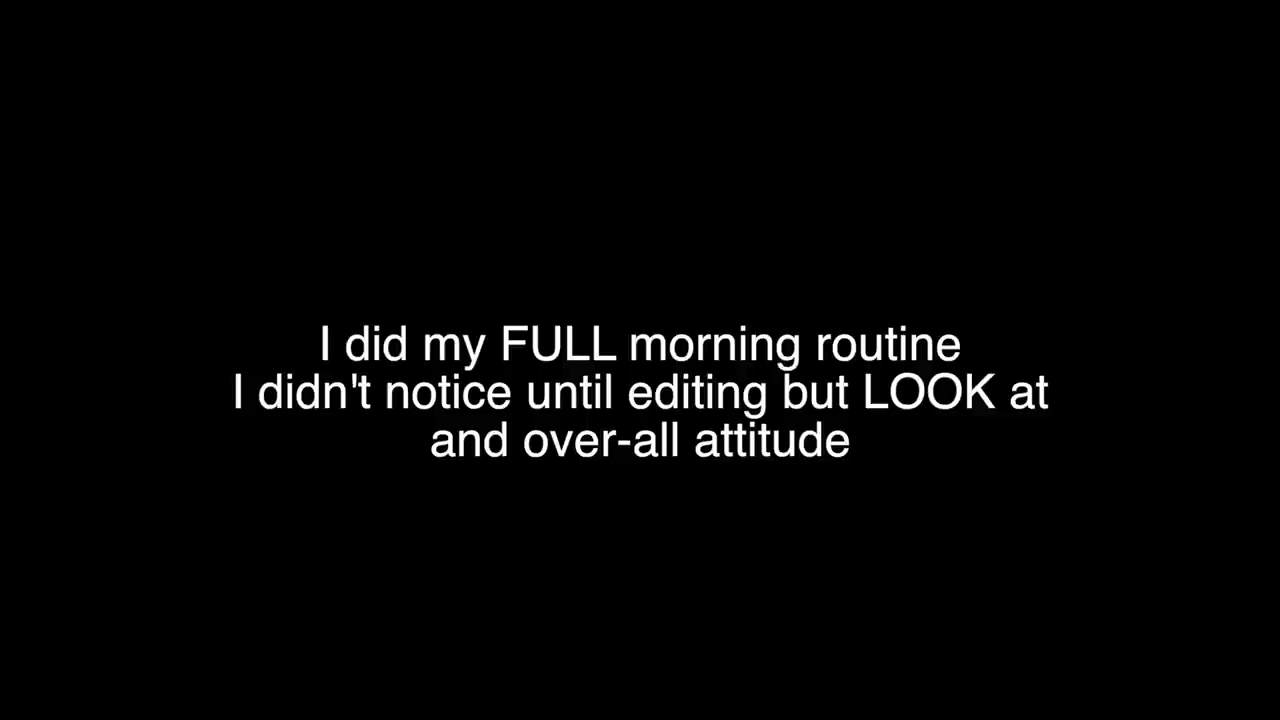 I did my FULL morning routine
I didn't notice until editing but LOOK at
and over-all attitude